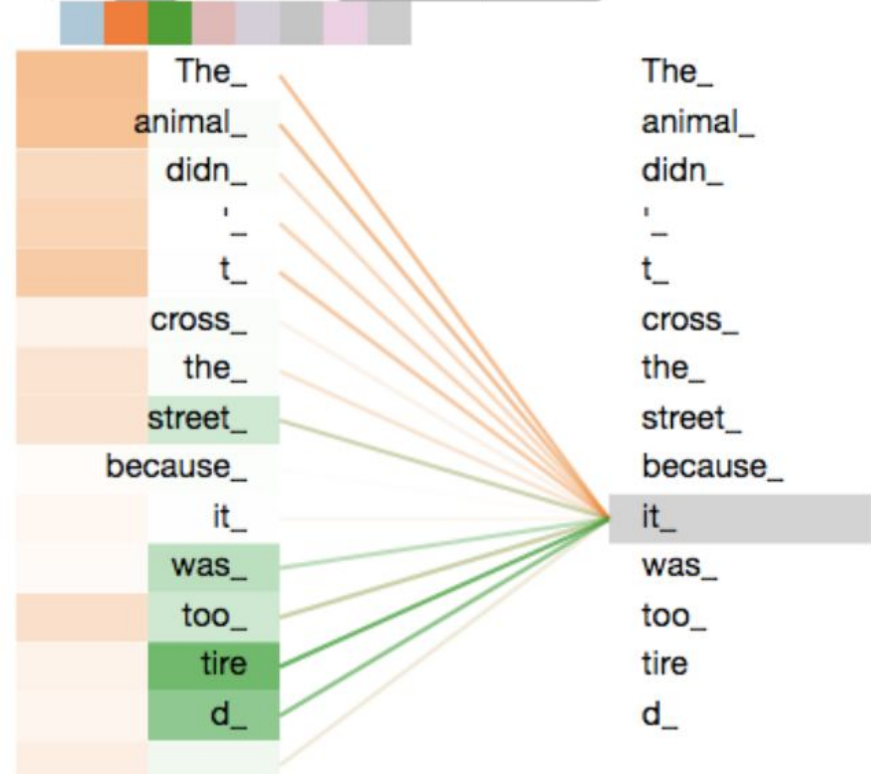 The_ The_
animal_ animal_
didn_ didn_
'_ '_
t_ t_
cross_ cross_
the_ the_
street_ street_
because_ because_
it_ it_
was_ was_
too_ too_
tire tire
d_ d_